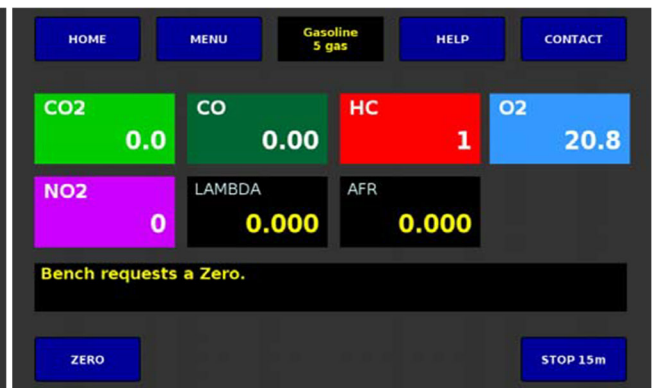 HOME
MENU
Gasoline
5 gas
HELP
CONTACT
CO2
0.0
CO
0.00
HC
1
O2
20.8
NO2
0
LAMBDA
0.000
AFR
0.000
Bench requests a Zero.
ZERO
STOP 15m